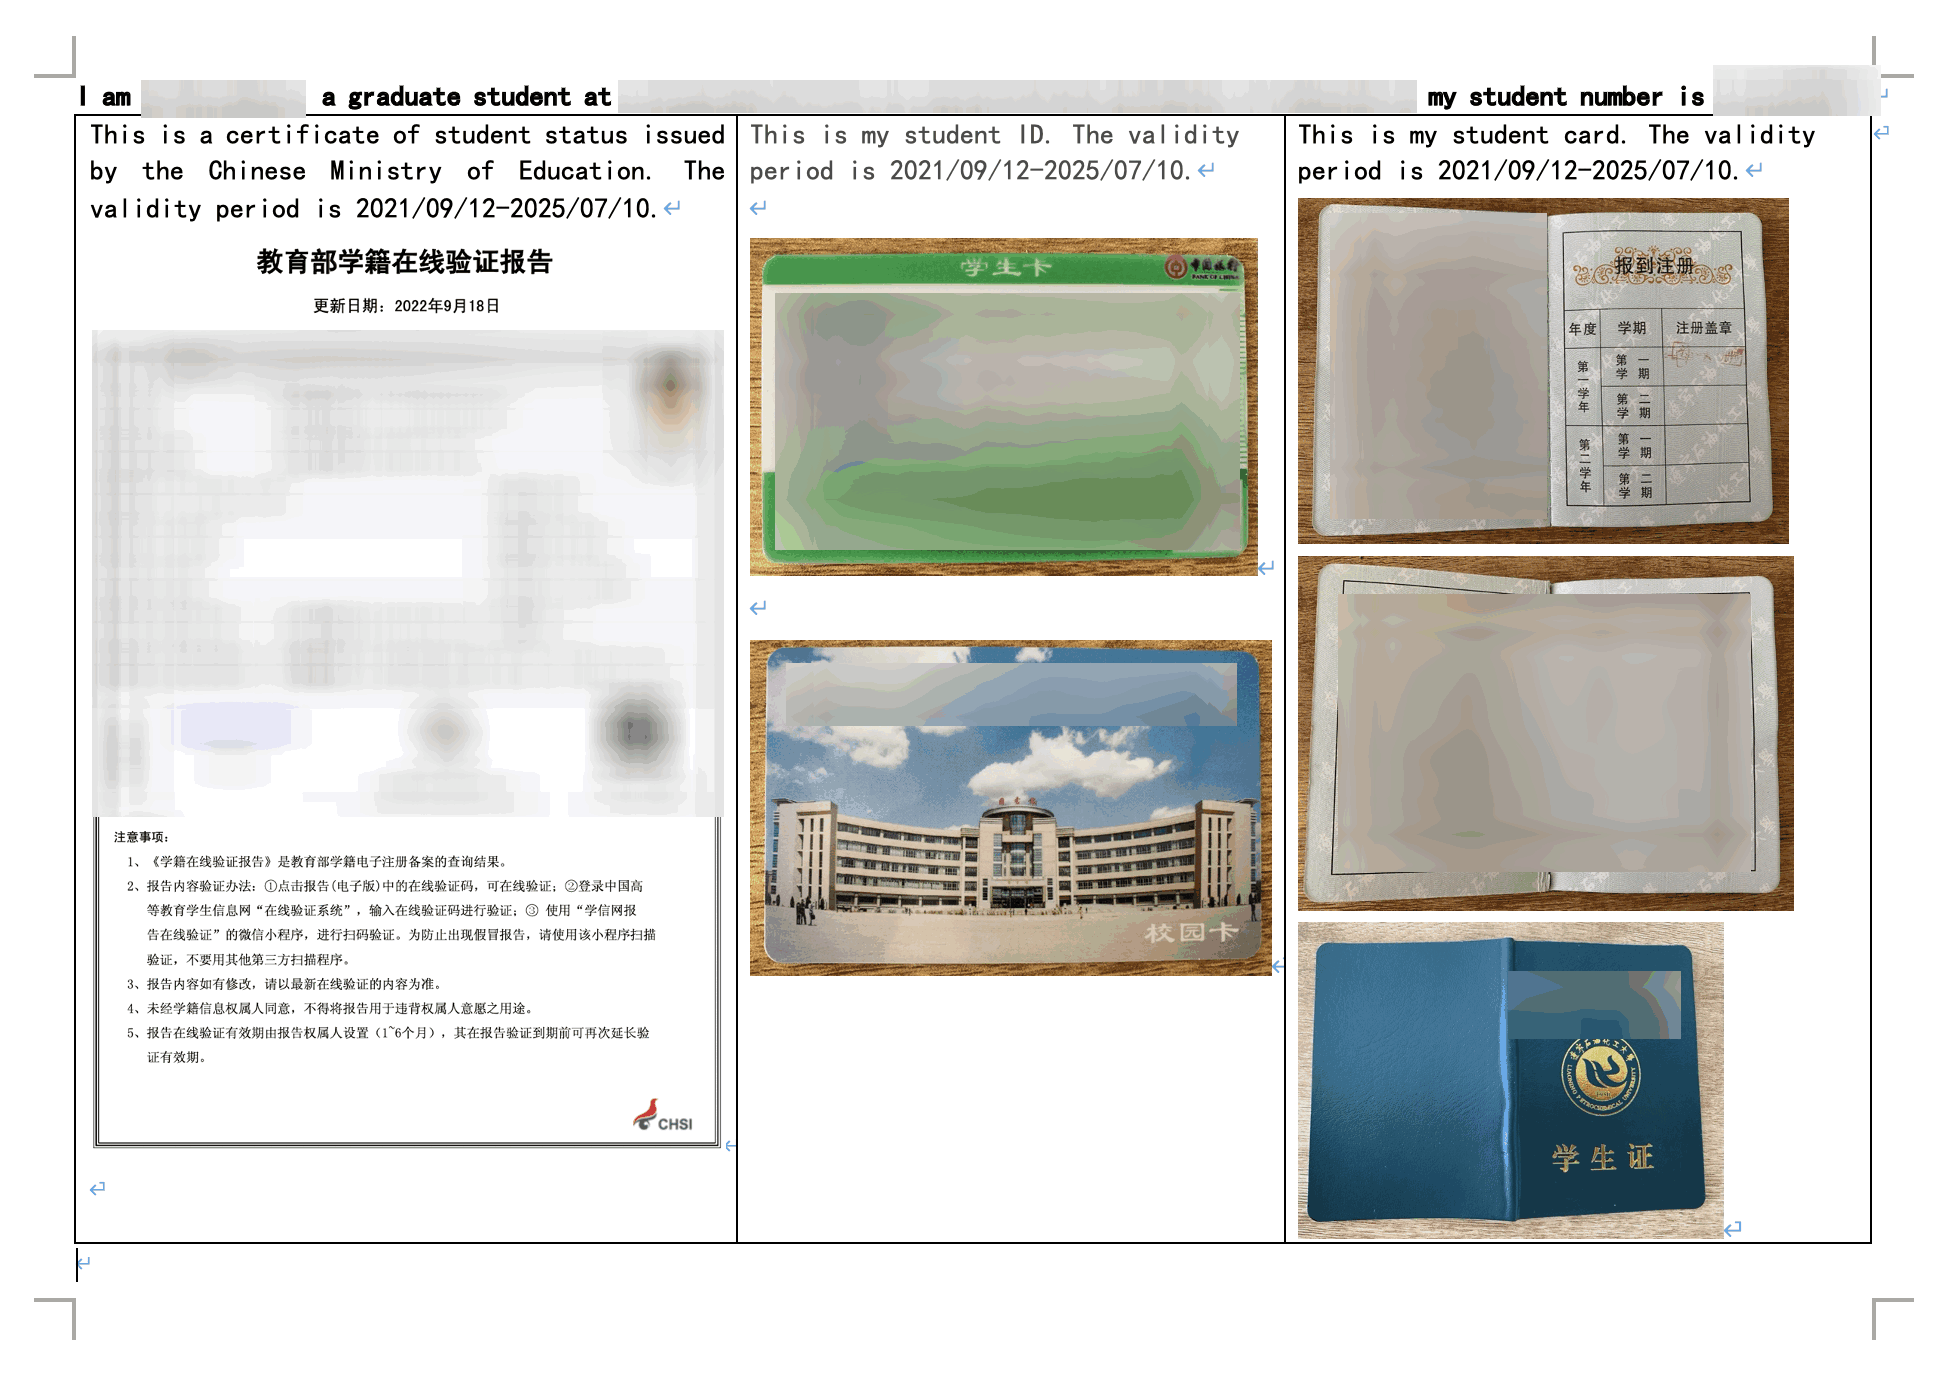 I am
a graduate student at
my student number is
This is a certificate of student status issued
by the Chinese Ministry of Education. The
validity period is 2021/09/12-2025/07/10.
教育部学籍在线验证报告
更新日期：2022年9月18日
注意事项：
1、《学籍在线验证报告》是教育部学籍电子注册备案的查询结果。
2、报告内容验证办法：①点击报告(电子版)中的在线验证码，可在线验证；②登录中国高
等教育学生信息网“在线验证系统”，输入在线验证码进行验证；③ 使用“学信网报
告在线验证”的微信小程序，进行扫码验证。为防止出现假冒报告，请使用该小程序扫描
验证，不要用其他第三方扫描程序。
3、报告内容如有修改，请以最新在线验证的内容为准。
4、未经学籍信息权属人同意，不得将报告用于违背权属人意愿之用途。
5、报告在线验证有效期由报告权属人设置（1~6个月），其在报告验证到期前可再次延长验
证有效期。
CHSI
This is my student ID. The validity
period is 2021/09/12-2025/07/10.
学生卡
中国银行
BANK OF CHINA
图书馆
校园卡
This is my student card. The validity
period is 2021/09/12-2025/07/10.
报到注册
年度 学期 注册盖章
第一学年
第一学期
第二学期
第二学年
第一学期
第二学期
辽宁石油化工大学
LIAONING PETROCHEMICAL UNIVERSITY
学生证